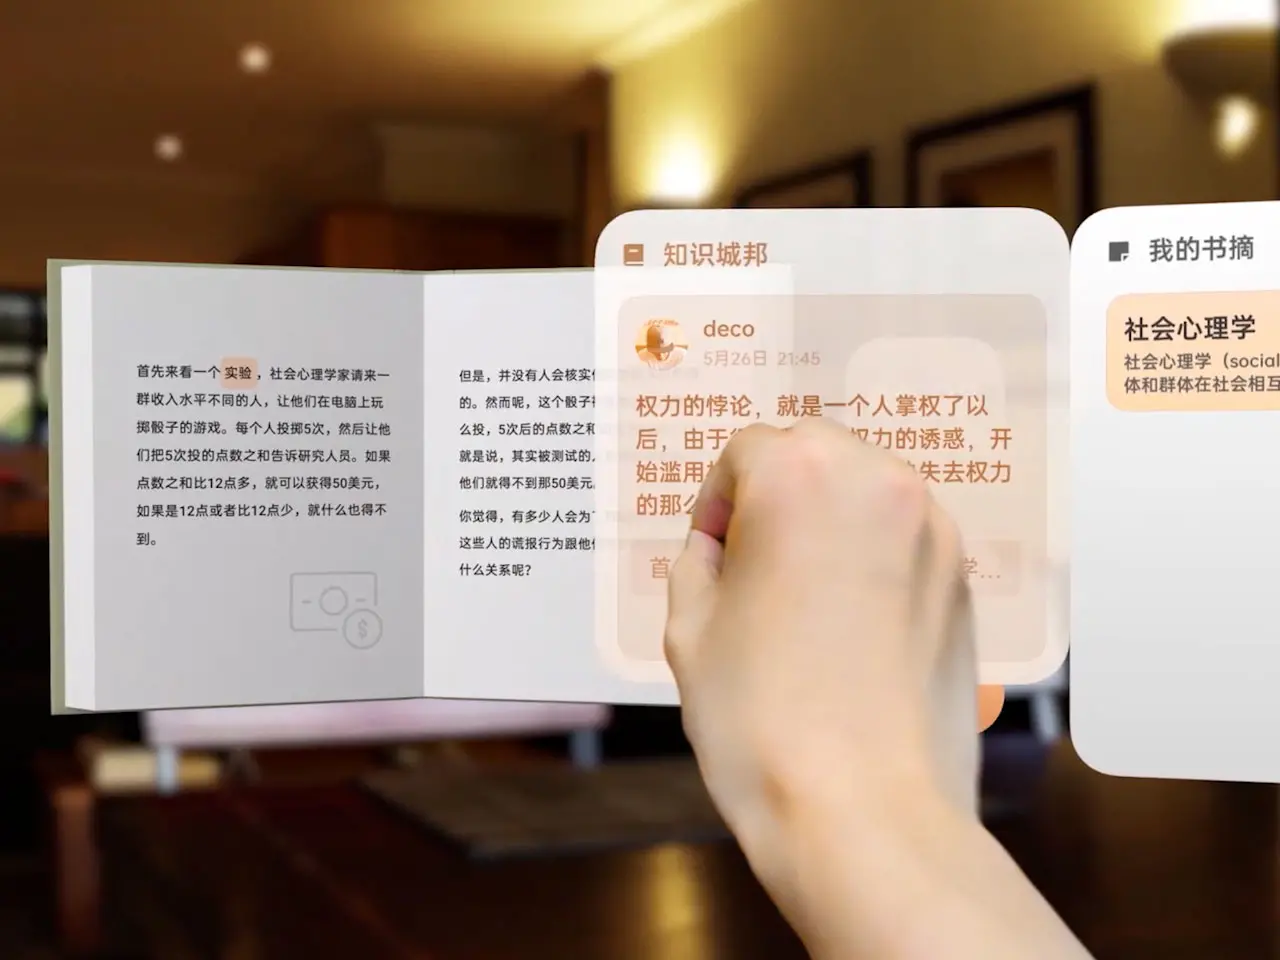 首先来看一个 实验 ，社会心理学家请来一
群收入水平不同的人，让他们在电脑上玩
掷骰子的游戏。每个人投掷5次，然后让他
们把5次投的点数之和告诉研究人员。如果
点数之和比12点多，就可以获得50美元，
如果是12点或者比12点少，就什么也得不
到。
但是，并没有人会核实
的。然而呢，这个骰子
么投，5次后的点数之和
就是说，其实被测试的
他们就得不到那50美元
你觉得，有多少人会为
这些人的谎报行为跟他
什么关系呢？
知识城邦
deco
5月26日 21:45
权力的悖论，就是一个人掌权了以
后，由于 权力的诱惑，开
始滥用 失去权力
的那
首 学...
我的书摘
社会心理学
社会心理学（social
体和群体在社会相互